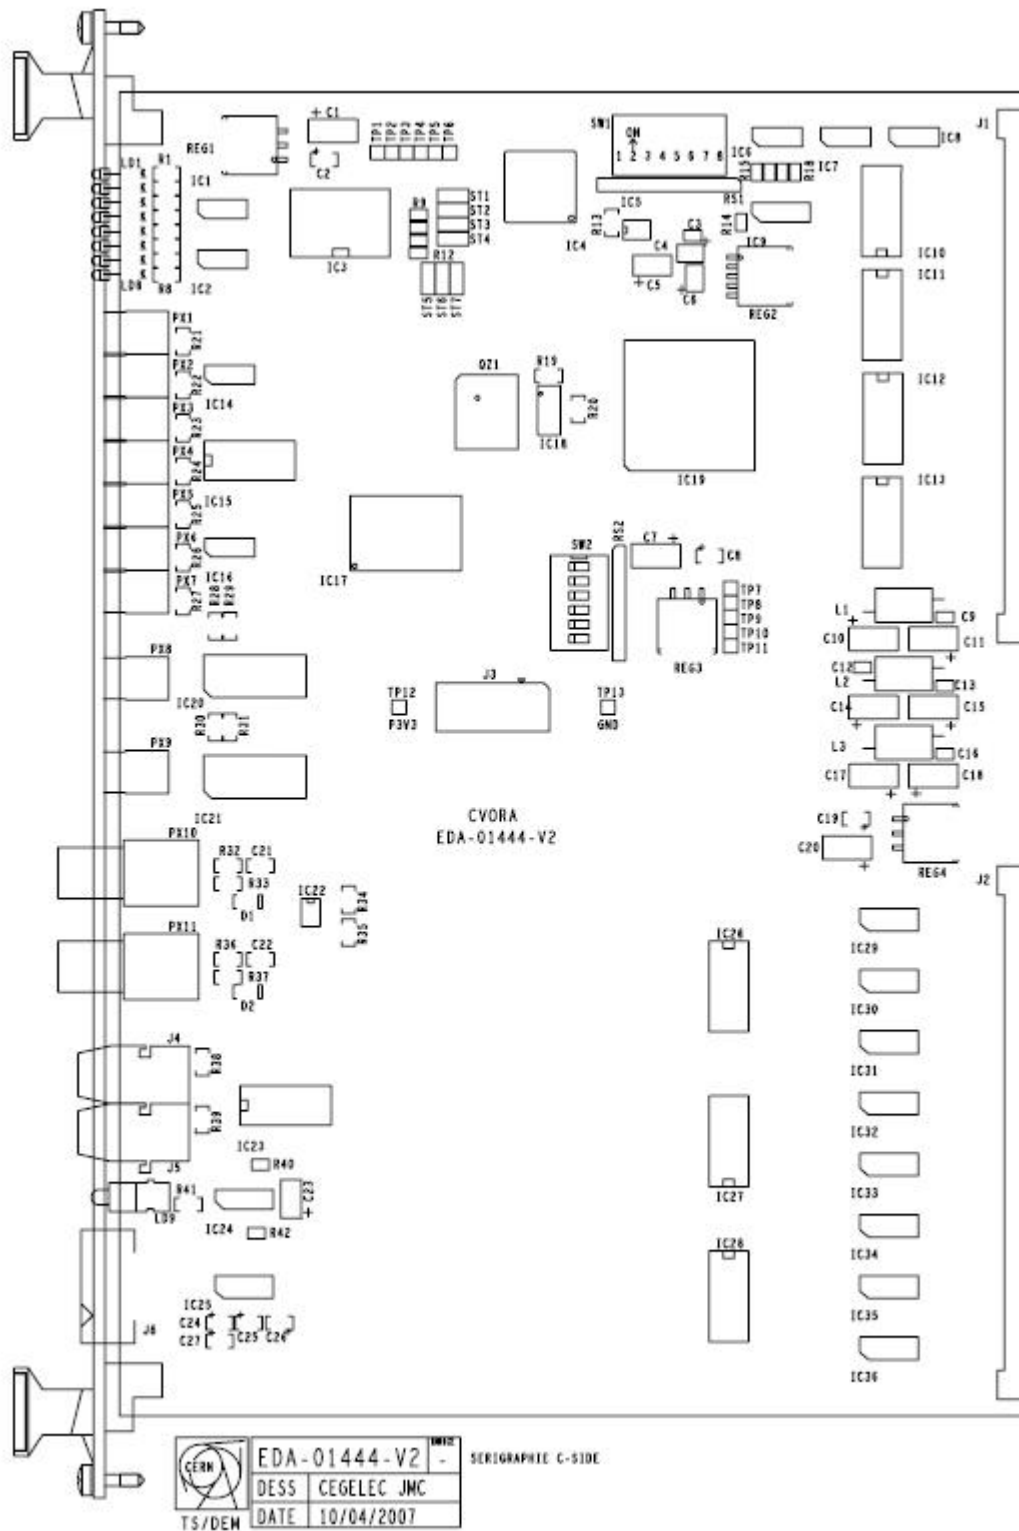 C1
TP1
TP2
TP3
TP4
TP5
TP6
SW1
ON
1 2 3 4 5 6 7 8
IC6
IC7
IC8
J1
REG1
C2
R15
R18
RS1
LD1
R1
IC1
K
K
K
K
K
K
K
K
LD8
R8
IC2
IC3
R9
R12
ST1
ST2
ST3
ST4
ST5
ST6
ST7
IC4
IC5
R13
R14
C3
C4
C5
C6
IC9
REG2
IC10
IC11
PX1
R21
PX2
R22
IC14
PX3
R23
PX4
R24
PX5
R25
IC15
PX6
R26
PX7
R27
IC16
R28
R29
QZ1
R19
R20
IC18
IC19
IC12
IC13
IC17
SW2
RS2
C7
C8
TP7
TP8
TP9
TP10
TP11
REG3
L1
C9
C10
C11
C12
L2
C13
C14
C15
L3
C16
C17
C18
PX8
IC20
R30
R31
PX9
IC21
TP12
P3V3
J3
TP13
GND
CVORA
EDA-01444-V2
C19
C20
REG4
J2
PX10
R32
C21
R33
D1
IC22
R34
R35
PX11
R36
C22
R37
D2
IC26
IC29
IC30
IC31
IC32
IC33
IC34
IC35
IC36
J4
R38
R39
J5
IC23
R40
R41
LD9
IC24
C23
R42
IC27
IC28
IC25
C24
C25
C26
C27
J6
CERN
TS/DEM
EDA-01444-V2
-
DESS CEGELEC JMC
DATE 10/04/2007
SERIGRAPHIE C-SIDE